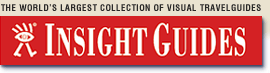 THE WORLD'S LARGEST COLLECTION OF VISUAL TRAVELGUIDES
INSIGHT GUIDES